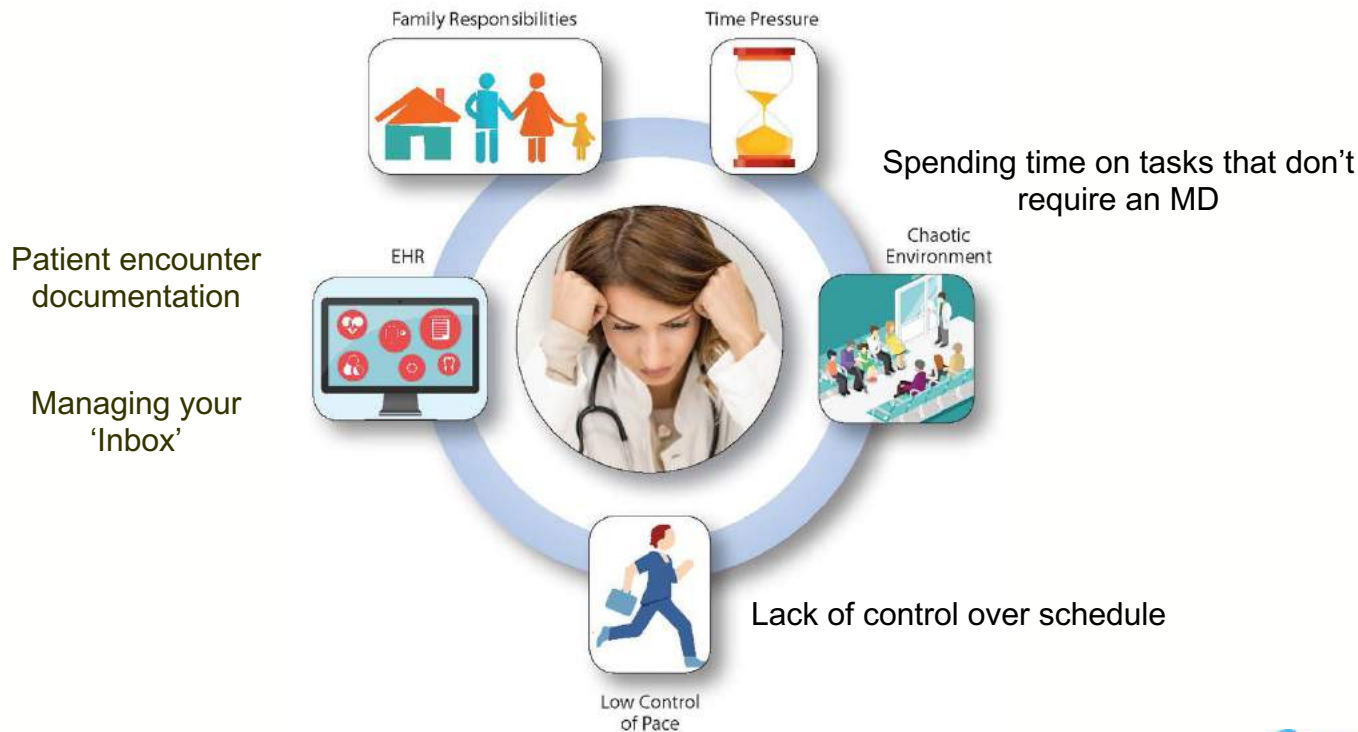 Family Responsibilities
Time Pressure
Spending time on tasks that don't
require an MD
Chaotic
Environment
EHR
Patient encounter
documentation
Managing your
‘Inbox’
Lack of control over schedule
Low Control
of Pace